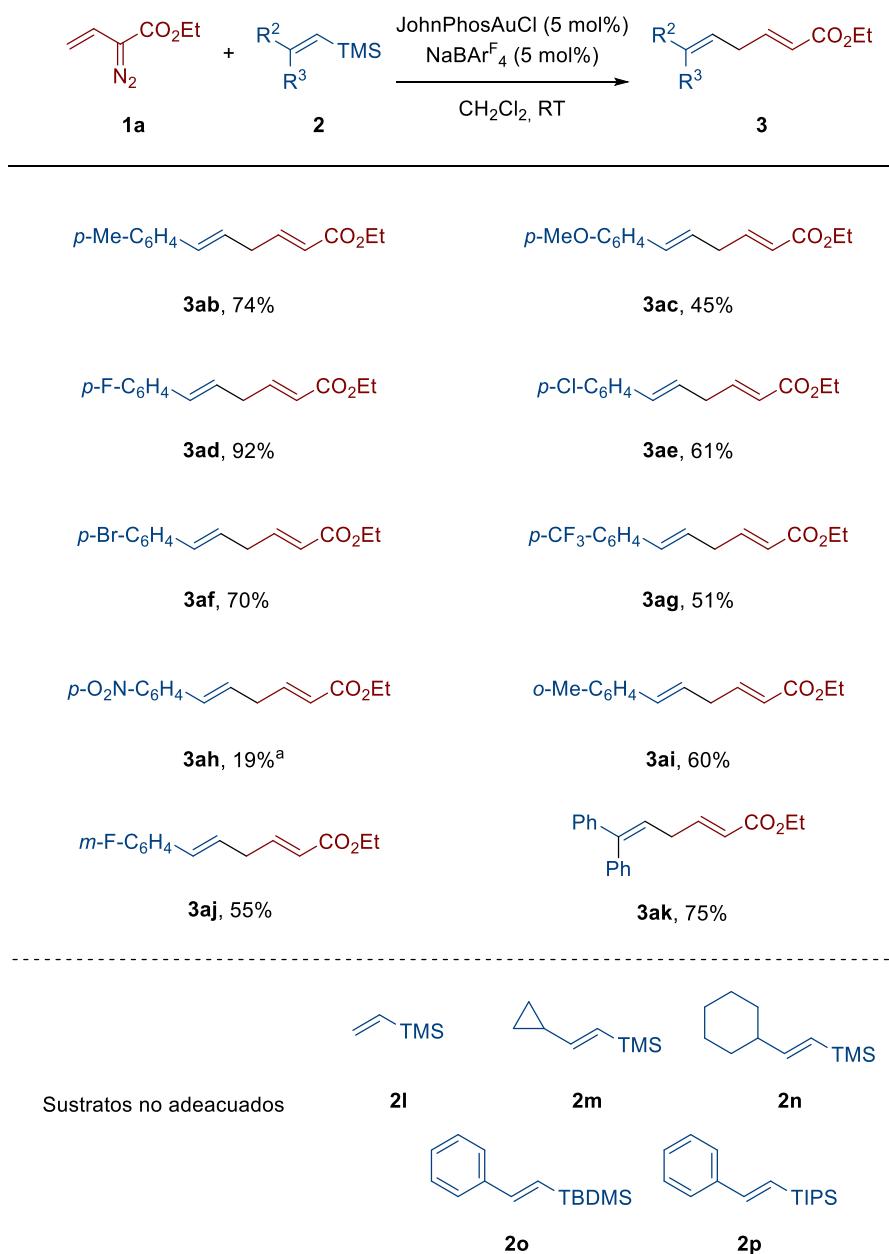 CO₂Et
N₂
1a
+
R²
R³
TMS
2
JohnPhosAuCl (5 mol%)
NaBArᶠ₄ (5 mol%)
CH₂Cl₂, RT
R²
R³
CO₂Et
3
p-Me-C₆H₄
CO₂Et
3ab, 74%
p-MeO-C₆H₄
CO₂Et
3ac, 45%
p-F-C₆H₄
CO₂Et
3ad, 92%
p-Cl-C₆H₄
CO₂Et
3ae, 61%
p-Br-C₆H₄
CO₂Et
3af, 70%
p-CF₃-C₆H₄
CO₂Et
3ag, 51%
p-O₂N-C₆H₄
CO₂Et
3ah, 19%ᵃ
o-Me-C₆H₄
CO₂Et
3ai, 60%
m-F-C₆H₄
CO₂Et
3aj, 55%
Ph
Ph
CO₂Et
3ak, 75%
Sustratos no adeacuados
TMS
2l
TMS
2m
TMS
2n
TBDMS
2o
TIPS
2p